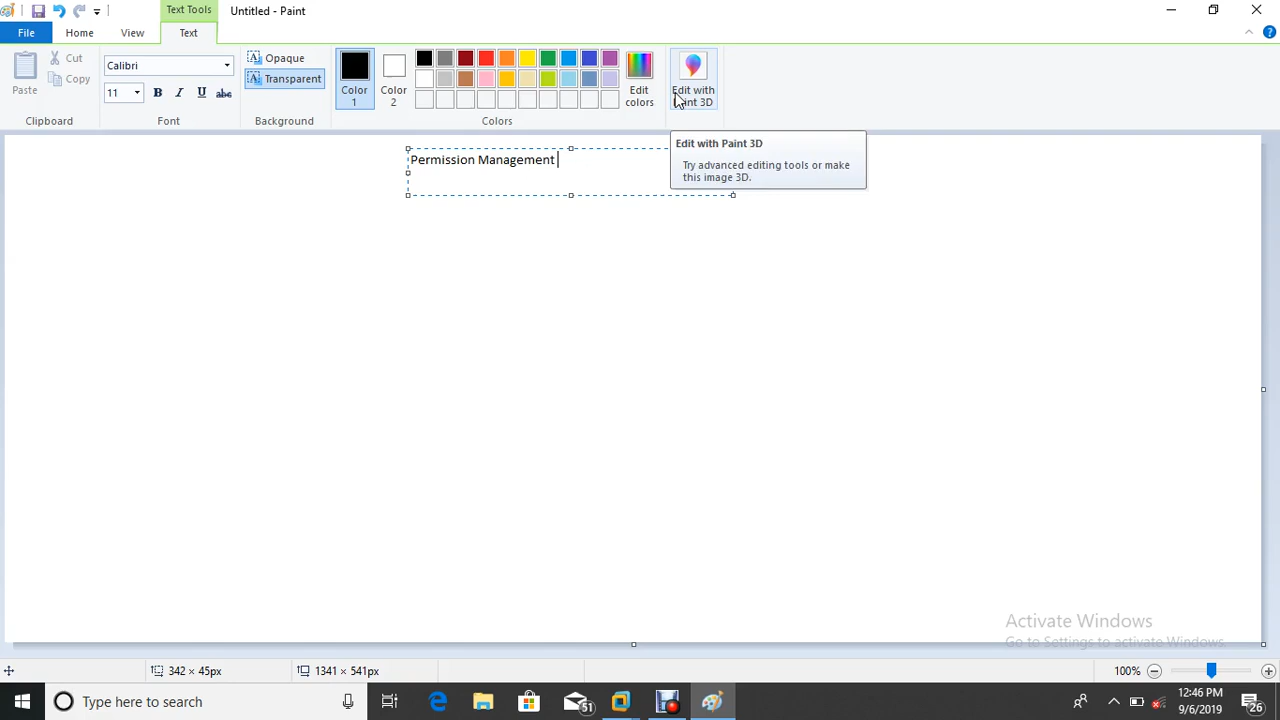 Text Tools
Untitled - Paint
File
Home
View
Text
Paste
Cut
Copy
Clipboard
Calibri
11
B I U abc
Font
Opaque
Transparent
Background
Color 1
Color 2
Edit colors
Colors
Edit with Paint 3D
Edit with Paint 3D
Try advanced editing tools or make
this image 3D.
Permission Management
Activate Windows
Go to Settings to activate Windows.
342 × 45px
1341 × 541px
100%
Type here to search
51
12:46 PM
9/6/2019
26